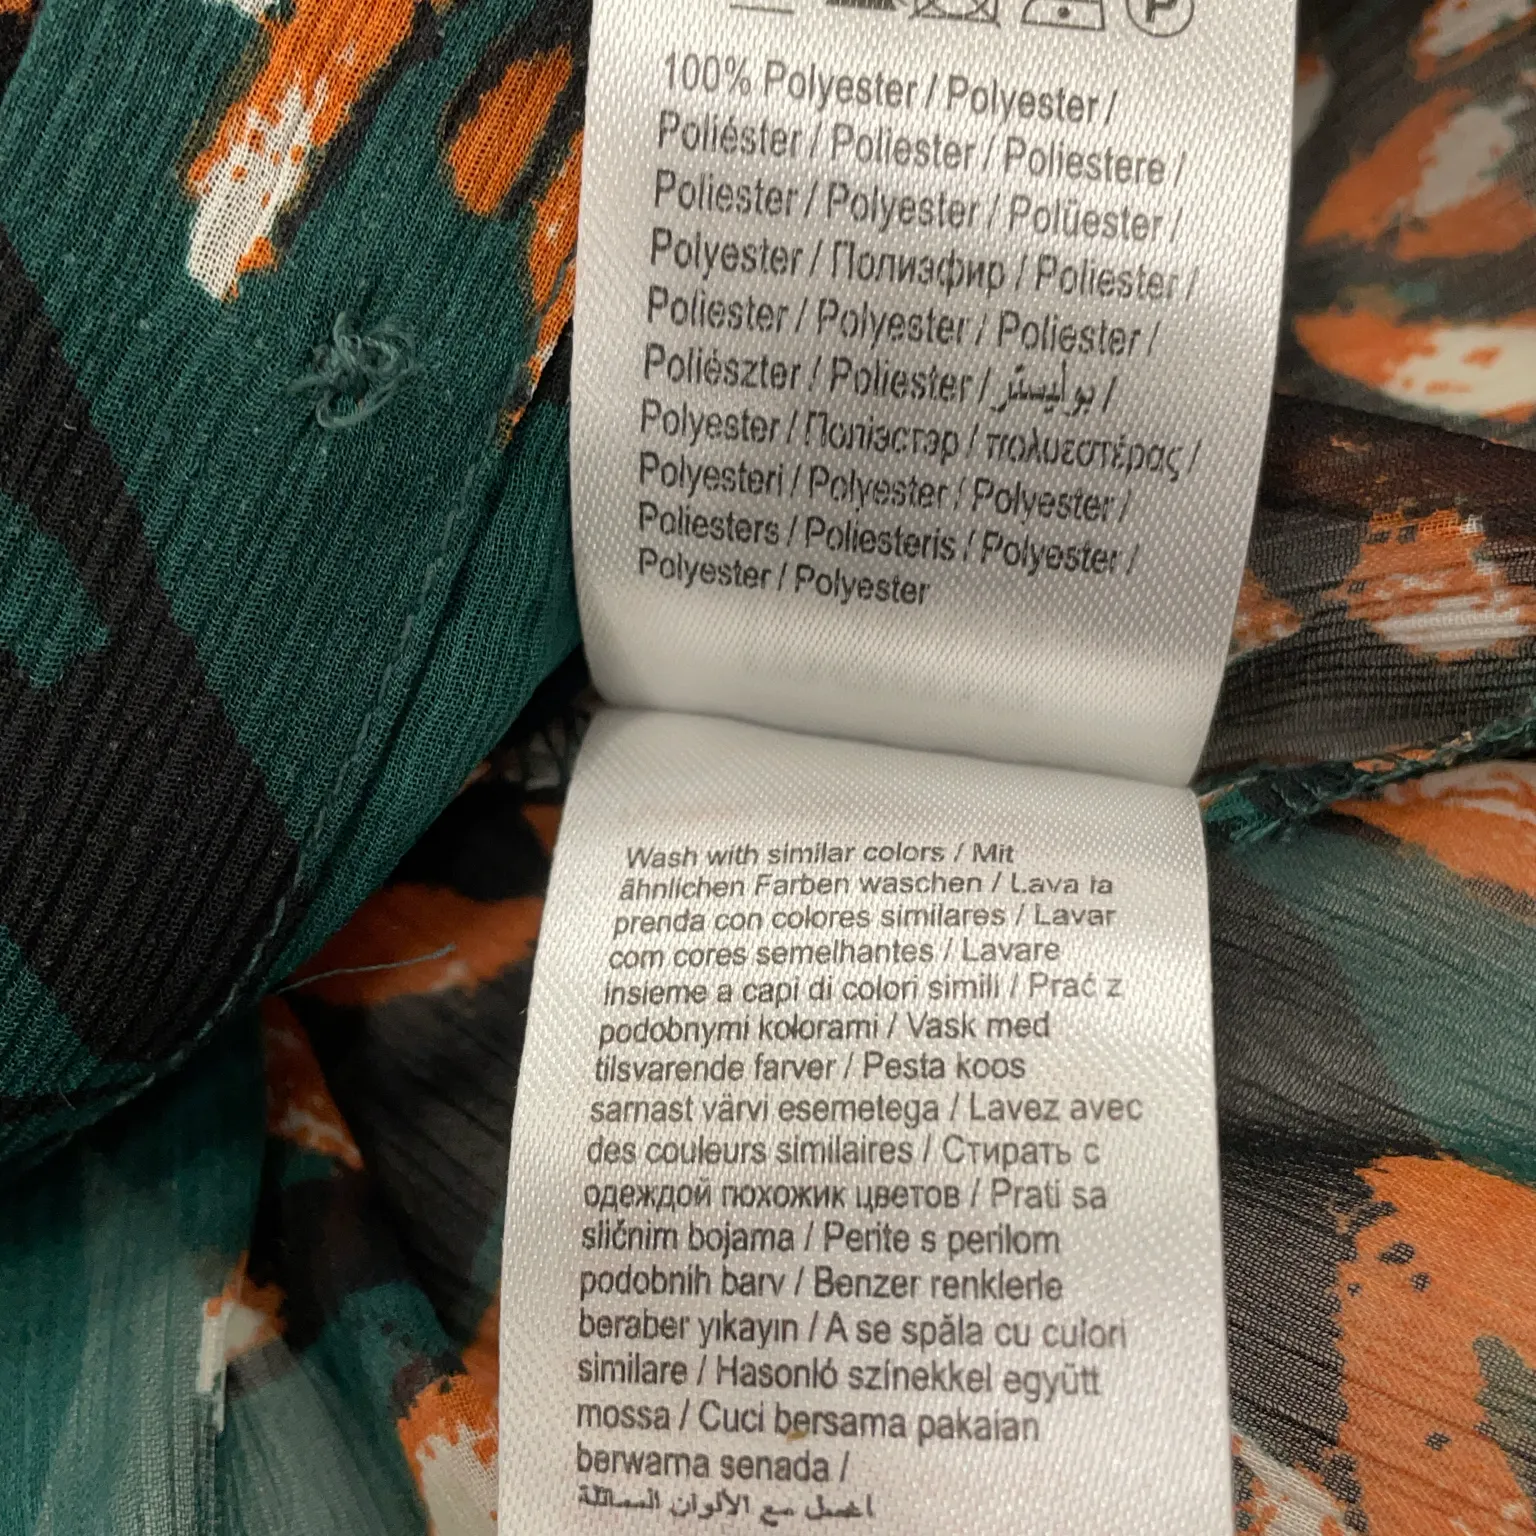 P
100% Polyester / Polyester /
Poliéster / Poliester / Poliestere /
Poliester / Polyester / Polüester /
Polyester / Полиэфир / Poliester /
Poliester / Polyester / Poliester /
Poliészter / Poliester / بوليستر /
Polyester / Поліэстэр / πολυεστέρας /
Polyesteri / Polyester / Polyester /
Poliesters / Poliesteris / Polyester /
Polyester / Polyester
Wash with similar colors / Mit
ähnlichen Farben waschen / Lava la
prenda con colores similares / Lavar
com cores semelhantes / Lavare
insieme a capi di colori simili / Prać z
podobnymi kolorami / Vask med
tilsvarende farver / Pesta koos
sarnast värvi esemetega / Lavez avec
des couleurs similaires / Стирать с
одеждой похожик цветов / Prati sa
sličnim bojama / Perite s perilom
podobnih barv / Benzer renklerle
beraber yıkayın / A se spăla cu culori
similare / Hasonló színekkel együtt
mossa / Cuci bersama pakaian
berwarna senada /
اغسل مع الألوان المماثلة